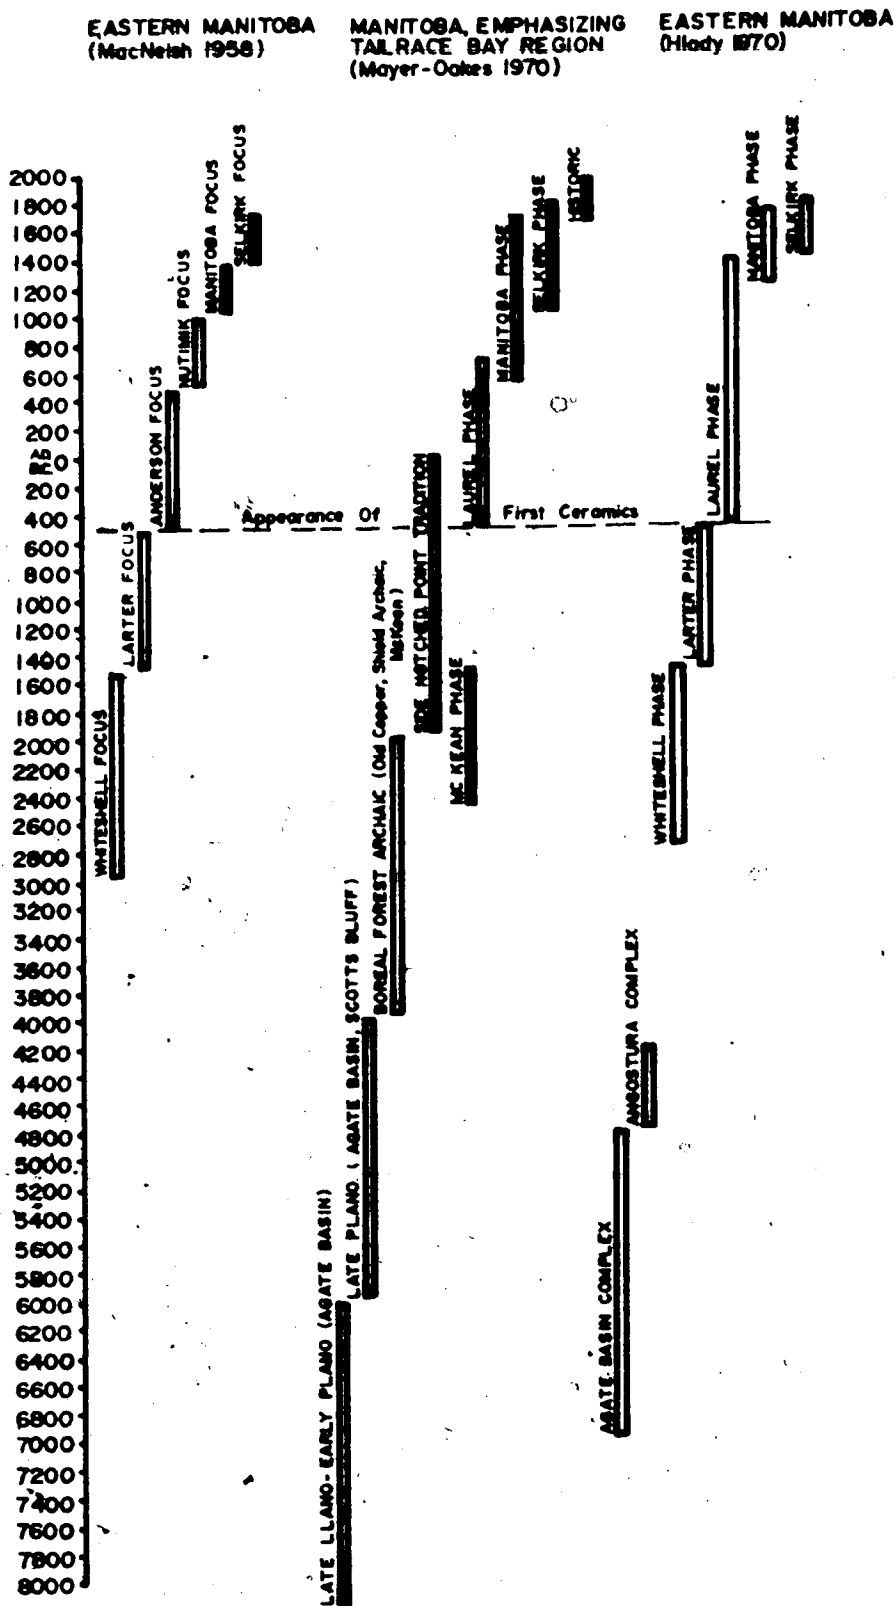 EASTERN MANITOBA
(MacNeish 1958)
MANITOBA, EMPHASIZING
TAILRACE BAY REGION
(Mayer-Oakes 1970)
EASTERN MANITOBA
(Hlady 1970)
2000
1800
1600
1400
1200
1000
800
600
400
200
AD
BC 0
200
400
600
800
1000
1200
1400
1600
1800
2000
2200
2400
2600
2800
3000
3200
3400
3600
3800
4000
4200
4400
4600
4800
5000
5200
5400
5600
5800
6000
6200
6400
6600
6800
7000
7200
7400
7600
7800
8000
WHITESHELL FOCUS
LARTER FOCUS
ANDERSON FOCUS
NUTIMIK FOCUS
MANITOBA FOCUS
SELKIRK FOCUS
Appearance Of First Ceramics
LATE LLANO-EARLY PLANO (AGATE BASIN)
LATE PLANO (AGATE BASIN, SCOTTS BLUFF)
BOREAL FOREST ARCHAIC (Old Copper, Shield Archaic,
McKean)
SIDE NOTCHED POINT TRADITION
MC KEAN PHASE
LAUREL PHASE
MANITOBA PHASE
SELKIRK PHASE
HISTORIC
AGATE BASIN COMPLEX
ANGOSTURA COMPLEX
WHITESHELL PHASE
LARTER PHASE
LAUREL PHASE
MANITOBA PHASE
SELKIRK PHASE